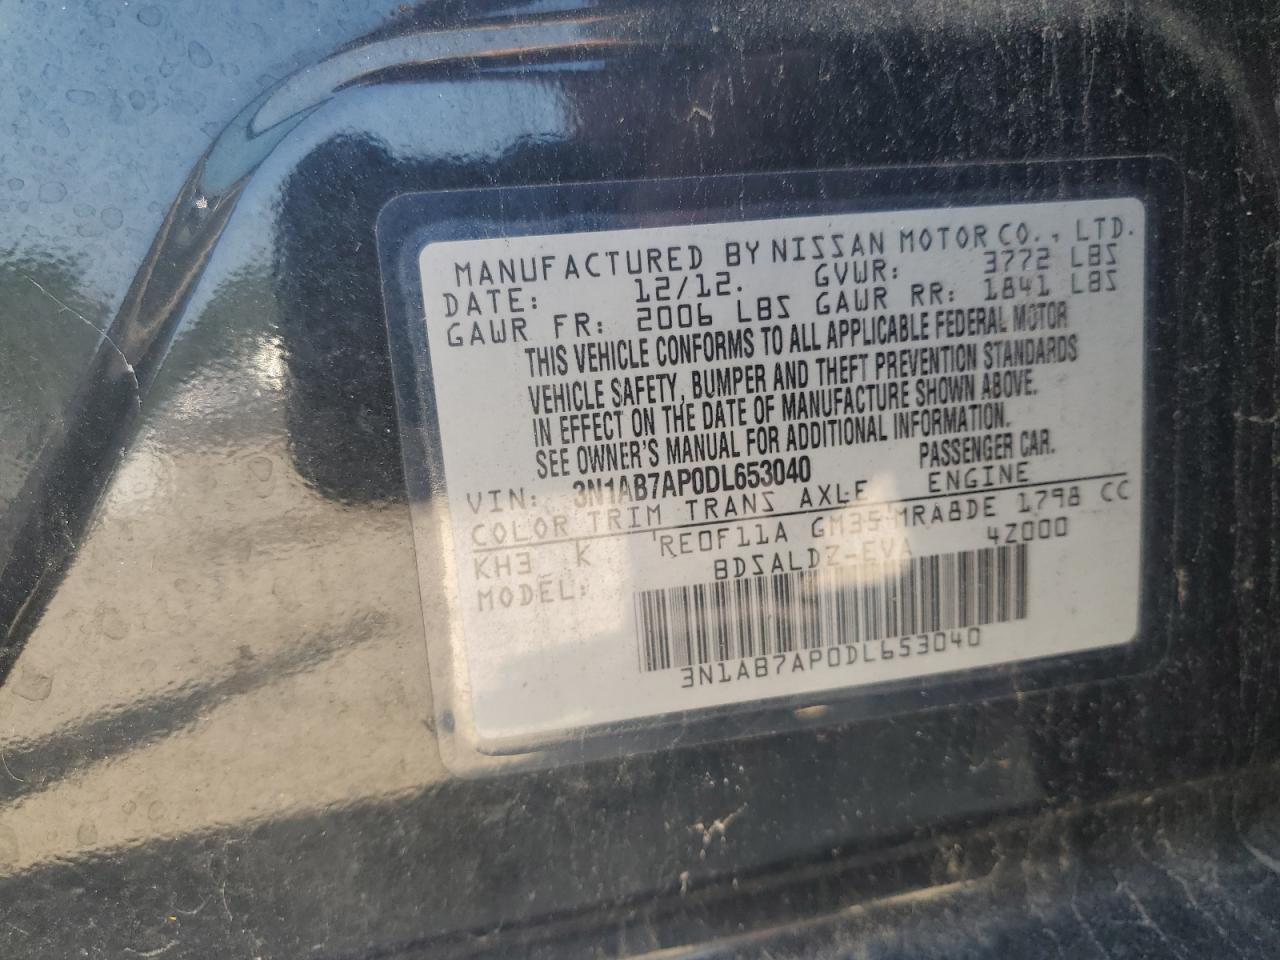 MANUFACTURED BY NISSAN MOTOR CO., LTD.
DATE: 12/12. GVWR: 3772 LBS
GAWR FR: 2006 LBS GAWR RR: 1841 LBS
THIS VEHICLE CONFORMS TO ALL APPLICABLE FEDERAL MOTOR
VEHICLE SAFETY, BUMPER AND THEFT PREVENTION STANDARDS
IN EFFECT ON THE DATE OF MANUFACTURE SHOWN ABOVE.
SEE OWNER'S MANUAL FOR ADDITIONAL INFORMATION.
VIN: 3N1AB7AP0DL653040 PASSENGER CAR.
COLOR TRIM TRANS AXLE ENGINE
KH3 K RE0F11A GM35 MRA8DE 1798 CC
MODEL: BDSALDZ-EVA 4Z000
3N1AB7AP0DL653040